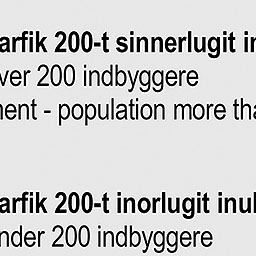 arfik 200-t sinnerlugit in
ver 200 indbyggere
ment - population more tha
arfik 200-t inorlugit inul
nder 200 indbyggere